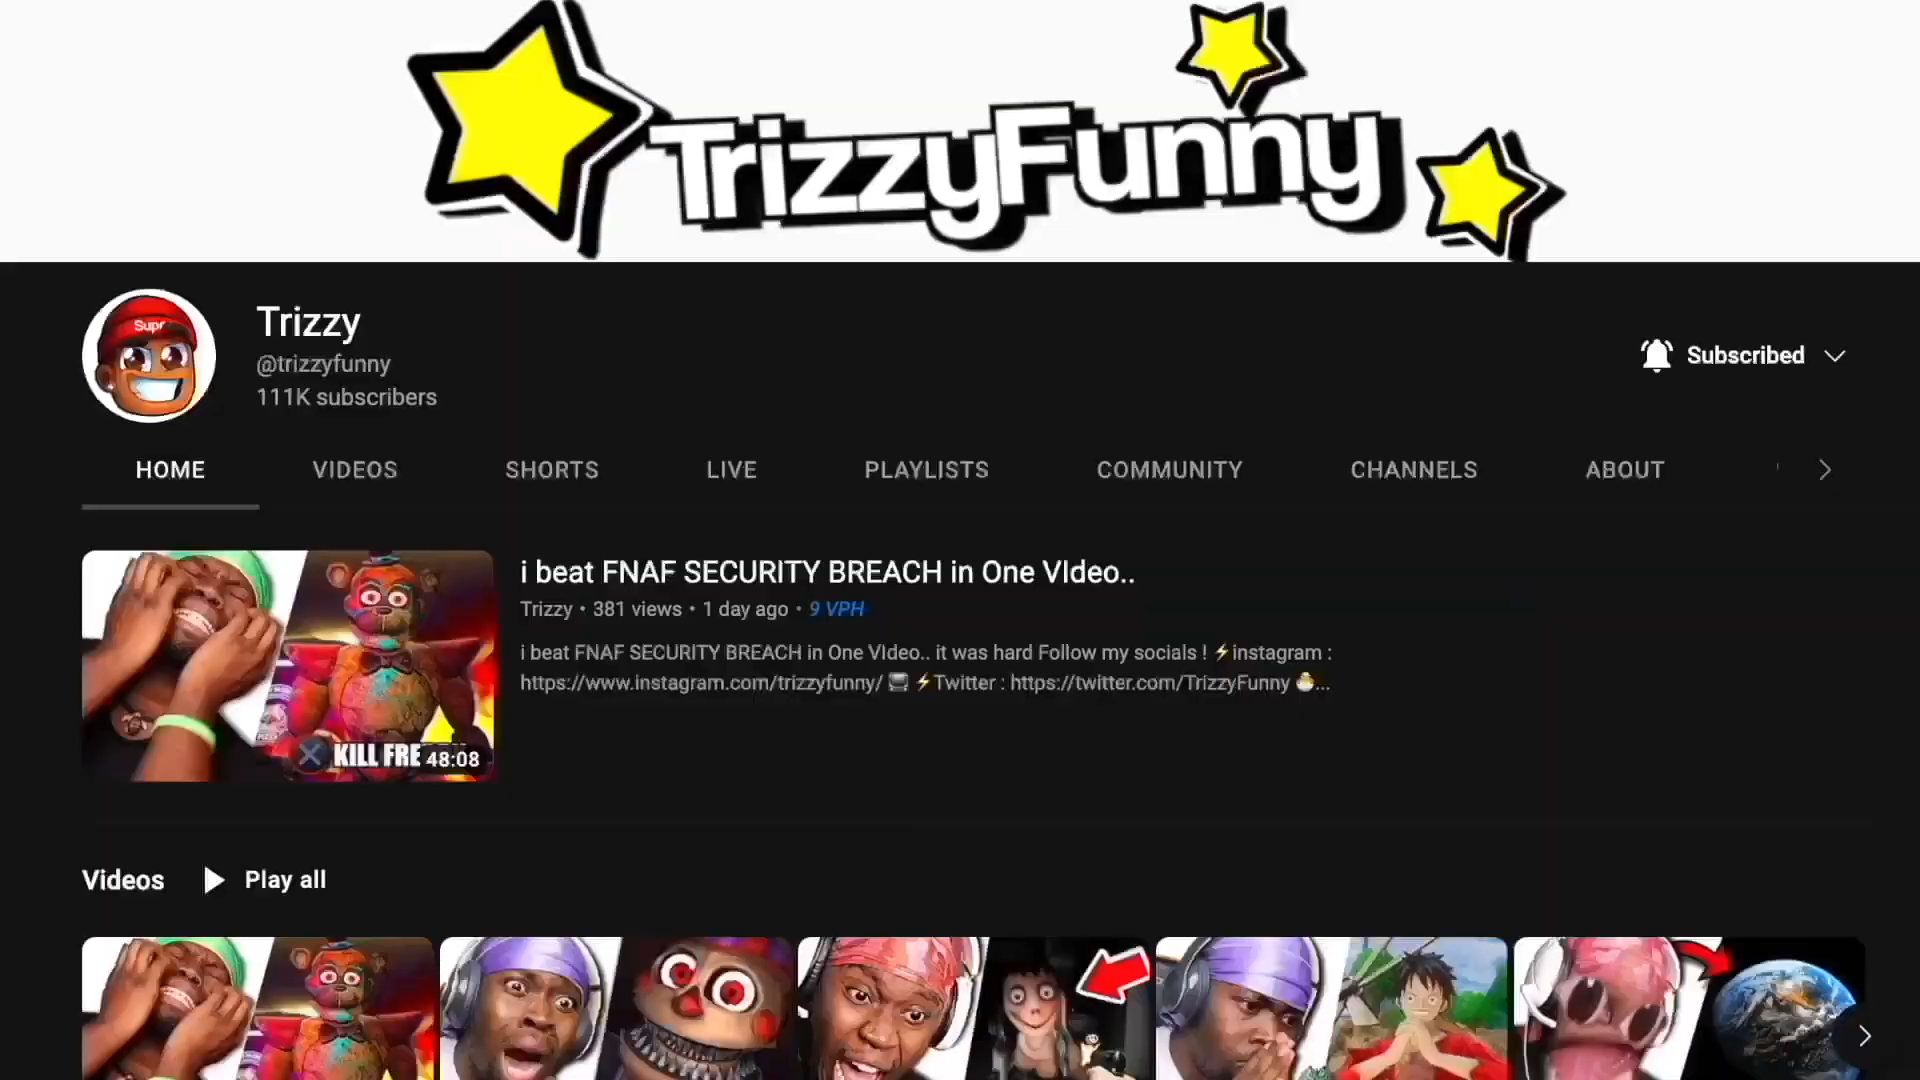 TrizzyFunny
Supr
Trizzy
@trizzyfunny
111K subscribers
Subscribed
HOME VIDEOS SHORTS LIVE PLAYLISTS COMMUNITY CHANNELS ABOUT
i beat FNAF SECURITY BREACH in One VIdeo..
Trizzy • 381 views • 1 day ago • 9 VPH
i beat FNAF SECURITY BREACH in One VIdeo.. it was hard Follow my socials ! ⚡instagram :
https://www.instagram.com/trizzyfunny/ ⚡Twitter : https://twitter.com/TrizzyFunny ...
KILL FRE 48:08
Videos Play all